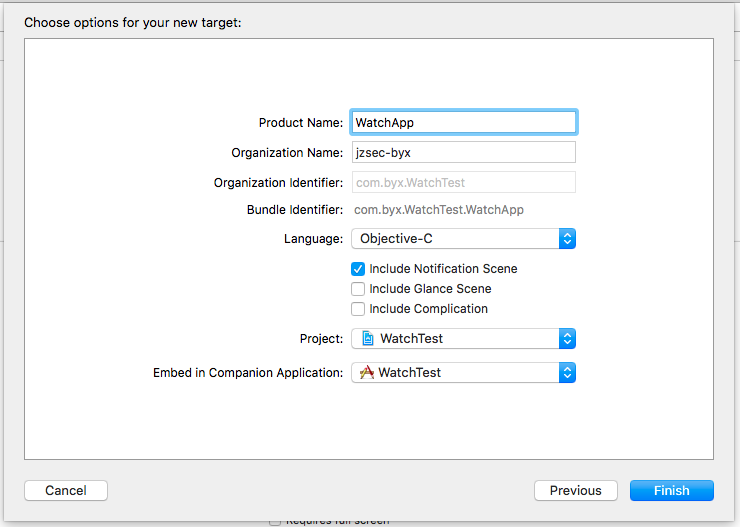 Choose options for your new target:
Product Name: WatchApp
Organization Name: jzsec-byx
Organization Identifier: com.byx.WatchTest
Bundle Identifier: com.byx.WatchTest.WatchApp
Language: Objective-C
Include Notification Scene
Include Glance Scene
Include Complication
Project: WatchTest
Embed in Companion Application: WatchTest
Cancel Previous Finish
Requires full screen